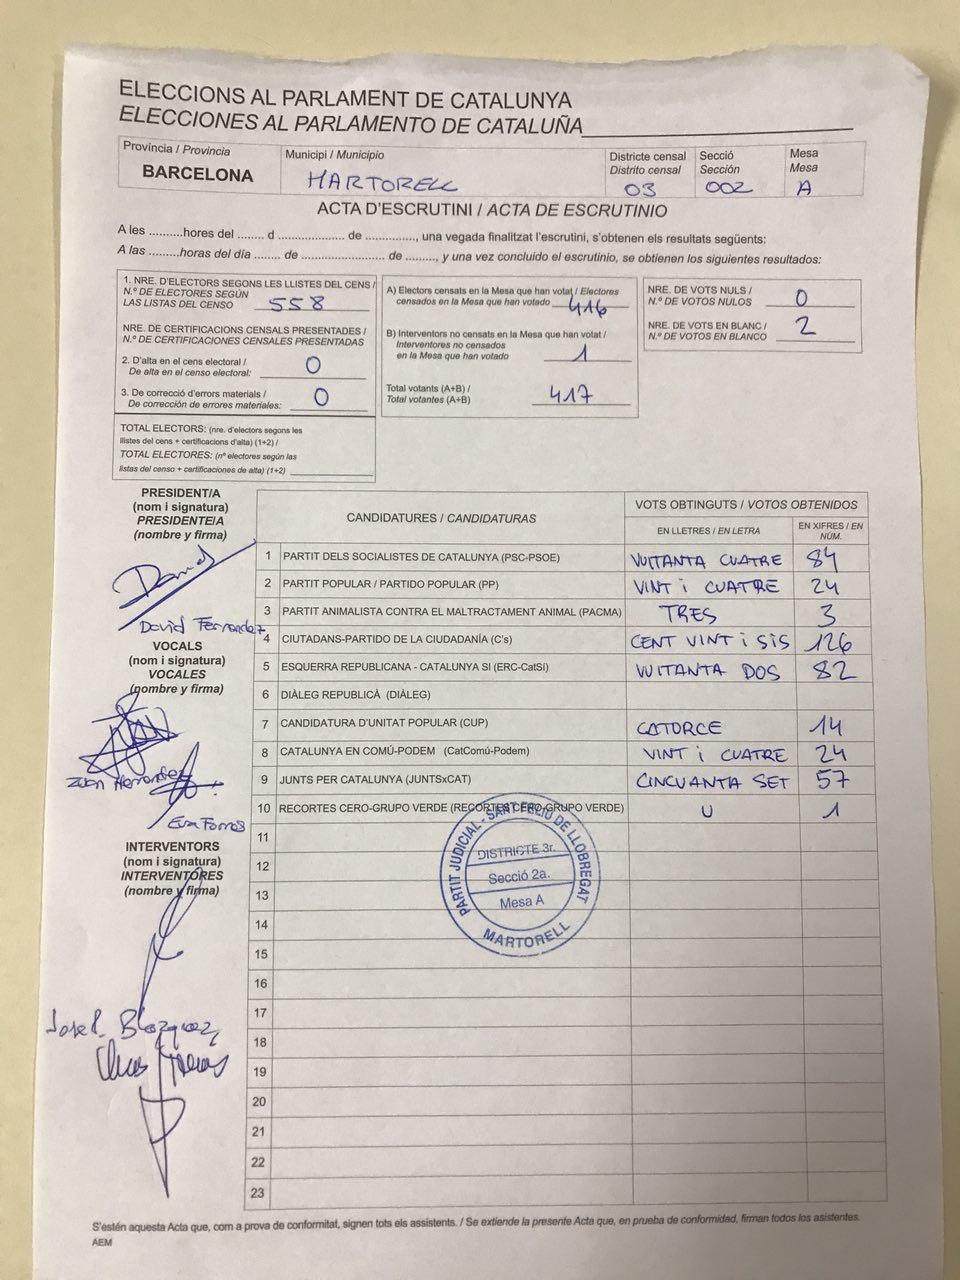 ELECCIONS AL PARLAMENT DE CATALUNYA
ELECCIONES AL PARLAMENTO DE CATALUÑA
Província / Provincia
BARCELONA
Municipi / Municipio
MARTORELL
Districte censal
Distrito censal
03
Secció
Sección
002
Mesa
Mesa
A
ACTA D'ESCRUTINI / ACTA DE ESCRUTINIO
A les .........hores del ........ d .................... de .............., una vegada finalitzat l'escrutini, s'obtenen els resultats següents:
A las .........horas del día ........ de ......................... de ........., y una vez concluido el escrutinio, se obtienen los siguientes resultados:
1. NRE. D'ELECTORS SEGONS LES LLISTES DEL CENS /
N.º DE ELECTORES SEGÚN
LAS LISTAS DEL CENSO 558
NRE. DE CERTIFICACIONS CENSALS PRESENTADES /
N.º DE CERTIFICACIONES CENSALES PRESENTADAS
2. D'alta en el cens electoral /
De alta en el censo electoral: 0
3. De correcció d'errors materials /
De corrección de errores materiales: 0
TOTAL ELECTORS: (nre. d'electors segons les
llistes del cens + certificacions d'alta) (1+2) /
TOTAL ELECTORES: (nº electores según las
listas del censo + certificaciones de alta) (1+2)
A) Electors censats en la Mesa que han votat / Electores
censados en la Mesa que han votado 416
B) Interventors no censats en la Mesa que han votat /
Interventores no censados
en la Mesa que han votado 1
Total votants (A+B) /
Total votantes (A+B) 417
NRE. DE VOTS NULS /
N.º DE VOTOS NULOS 0
NRE. DE VOTS EN BLANC /
N.º DE VOTOS EN BLANCO 2
PRESIDENT/A
(nom i signatura)
PRESIDENTE/A
(nombre y firma)
David Fernandez
VOCALS
(nom i signatura)
VOCALES
(nombre y firma)
Eva Forros
INTERVENTORS
(nom i signatura)
INTERVENTORES
(nombre y firma)
CANDIDATURES / CANDIDATURAS
VOTS OBTINGUTS / VOTOS OBTENIDOS
EN LLETRES / EN LETRA
EN XIFRES / EN NÚM.
1 PARTIT DELS SOCIALISTES DE CATALUNYA (PSC-PSOE) VUITANTA CUATRE 84
2 PARTIT POPULAR / PARTIDO POPULAR (PP) VINT i CUATRE 24
3 PARTIT ANIMALISTA CONTRA EL MALTRACTAMENT ANIMAL (PACMA) TRES 3
4 CIUTADANS-PARTIDO DE LA CIUDADANÍA (C's) CENT VINT i SIS 126
5 ESQUERRA REPUBLICANA - CATALUNYA SI (ERC-CatSí) VUITANTA DOS 82
6 DIÀLEG REPUBLICÀ (DIÀLEG)
7 CANDIDATURA D'UNITAT POPULAR (CUP) CATORCE 14
8 CATALUNYA EN COMÚ-PODEM (CatComú-Podem) VINT i CUATRE 24
9 JUNTS PER CATALUNYA (JUNTSxCAT) CINCUANTA SET 57
10 RECORTES CERO-GRUPO VERDE (RECORTES CERO-GRUPO VERDE) U 1
11
12
13
14
15
16
17
18
19
20
21
22
23
PARTIT JUDICIAL - SANT FELIU DE LLOBREGAT
DISTRICTE 3r.
Secció 2a.
Mesa A
MARTORELL
S'estén aquesta Acta que, com a prova de conformitat, signen tots els assistents. / Se extiende la presente Acta que, en prueba de conformidad, firman todos los asistentes.
AEM